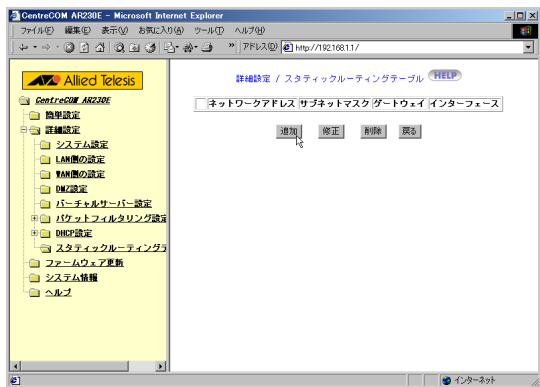 CentreCOM AR230E - Microsoft Internet Explorer
ファイル(F) 編集(E) 表示(V) お気に入り(A) ツール(T) ヘルプ(H)
アドレス(D) http://192.168.1.1/
Allied Telesis
CentreCOM AR230E
簡単設定
詳細設定
システム設定
LAN側の設定
WAN側の設定
DMZ設定
バーチャルサーバー設定
パケットフィルタリング設定
DHCP設定
スタティックルーティングテ
ファームウェア更新
システム情報
ヘルプ
詳細設定 / スタティックルーティングテーブル HELP
ネットワークアドレス サブネットマスク ゲートウェイ インターフェース
追加 修正 削除 戻る
インターネット